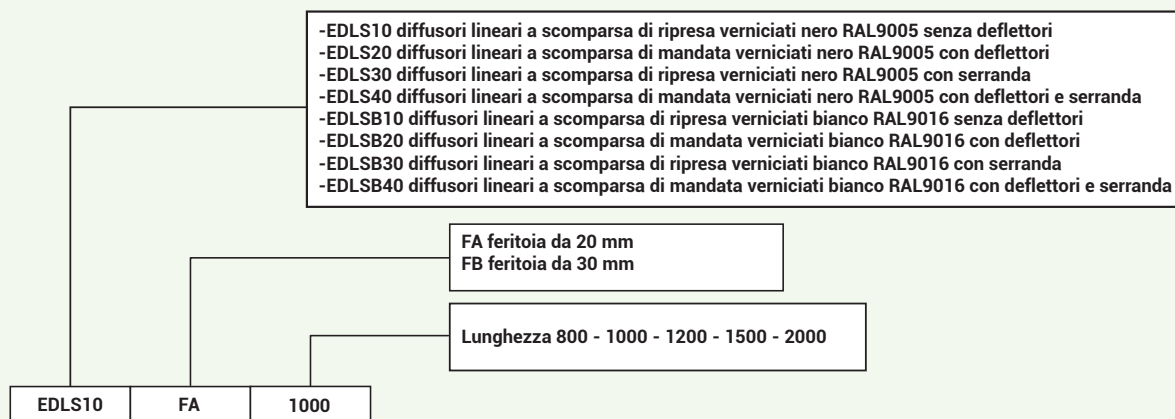 -EDLS10 diffusori lineari a scomparsa di ripresa verniciati nero RAL9005 senza deflettori
-EDLS20 diffusori lineari a scomparsa di mandata verniciati nero RAL9005 con deflettori
-EDLS30 diffusori lineari a scomparsa di ripresa verniciati nero RAL9005 con serranda
-EDLS40 diffusori lineari a scomparsa di mandata verniciati nero RAL9005 con deflettori e serranda
-EDLSB10 diffusori lineari a scomparsa di ripresa verniciati bianco RAL9016 senza deflettori
-EDLSB20 diffusori lineari a scomparsa di mandata verniciati bianco RAL9016 con deflettori
-EDLSB30 diffusori lineari a scomparsa di ripresa verniciati bianco RAL9016 con serranda
-EDLSB40 diffusori lineari a scomparsa di mandata verniciati bianco RAL9016 con deflettori e serranda
FA feritoia da 20 mm
FB feritoia da 30 mm
Lunghezza 800 - 1000 - 1200 - 1500 - 2000
EDLS10 FA 1000